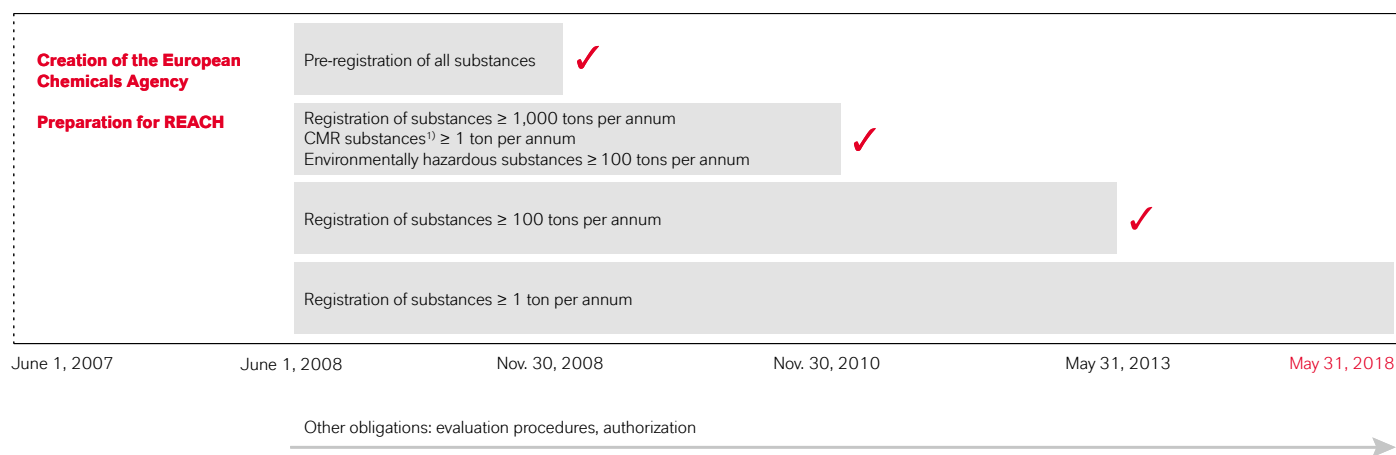 Creation of the European
Chemicals Agency
Preparation for REACH
Pre-registration of all substances
Registration of substances ≥ 1,000 tons per annum
CMR substances¹⁾ ≥ 1 ton per annum
Environmentally hazardous substances ≥ 100 tons per annum
Registration of substances ≥ 100 tons per annum
Registration of substances ≥ 1 ton per annum
June 1, 2007
June 1, 2008
Nov. 30, 2008
Nov. 30, 2010
May 31, 2013
May 31, 2018
Other obligations: evaluation procedures, authorization